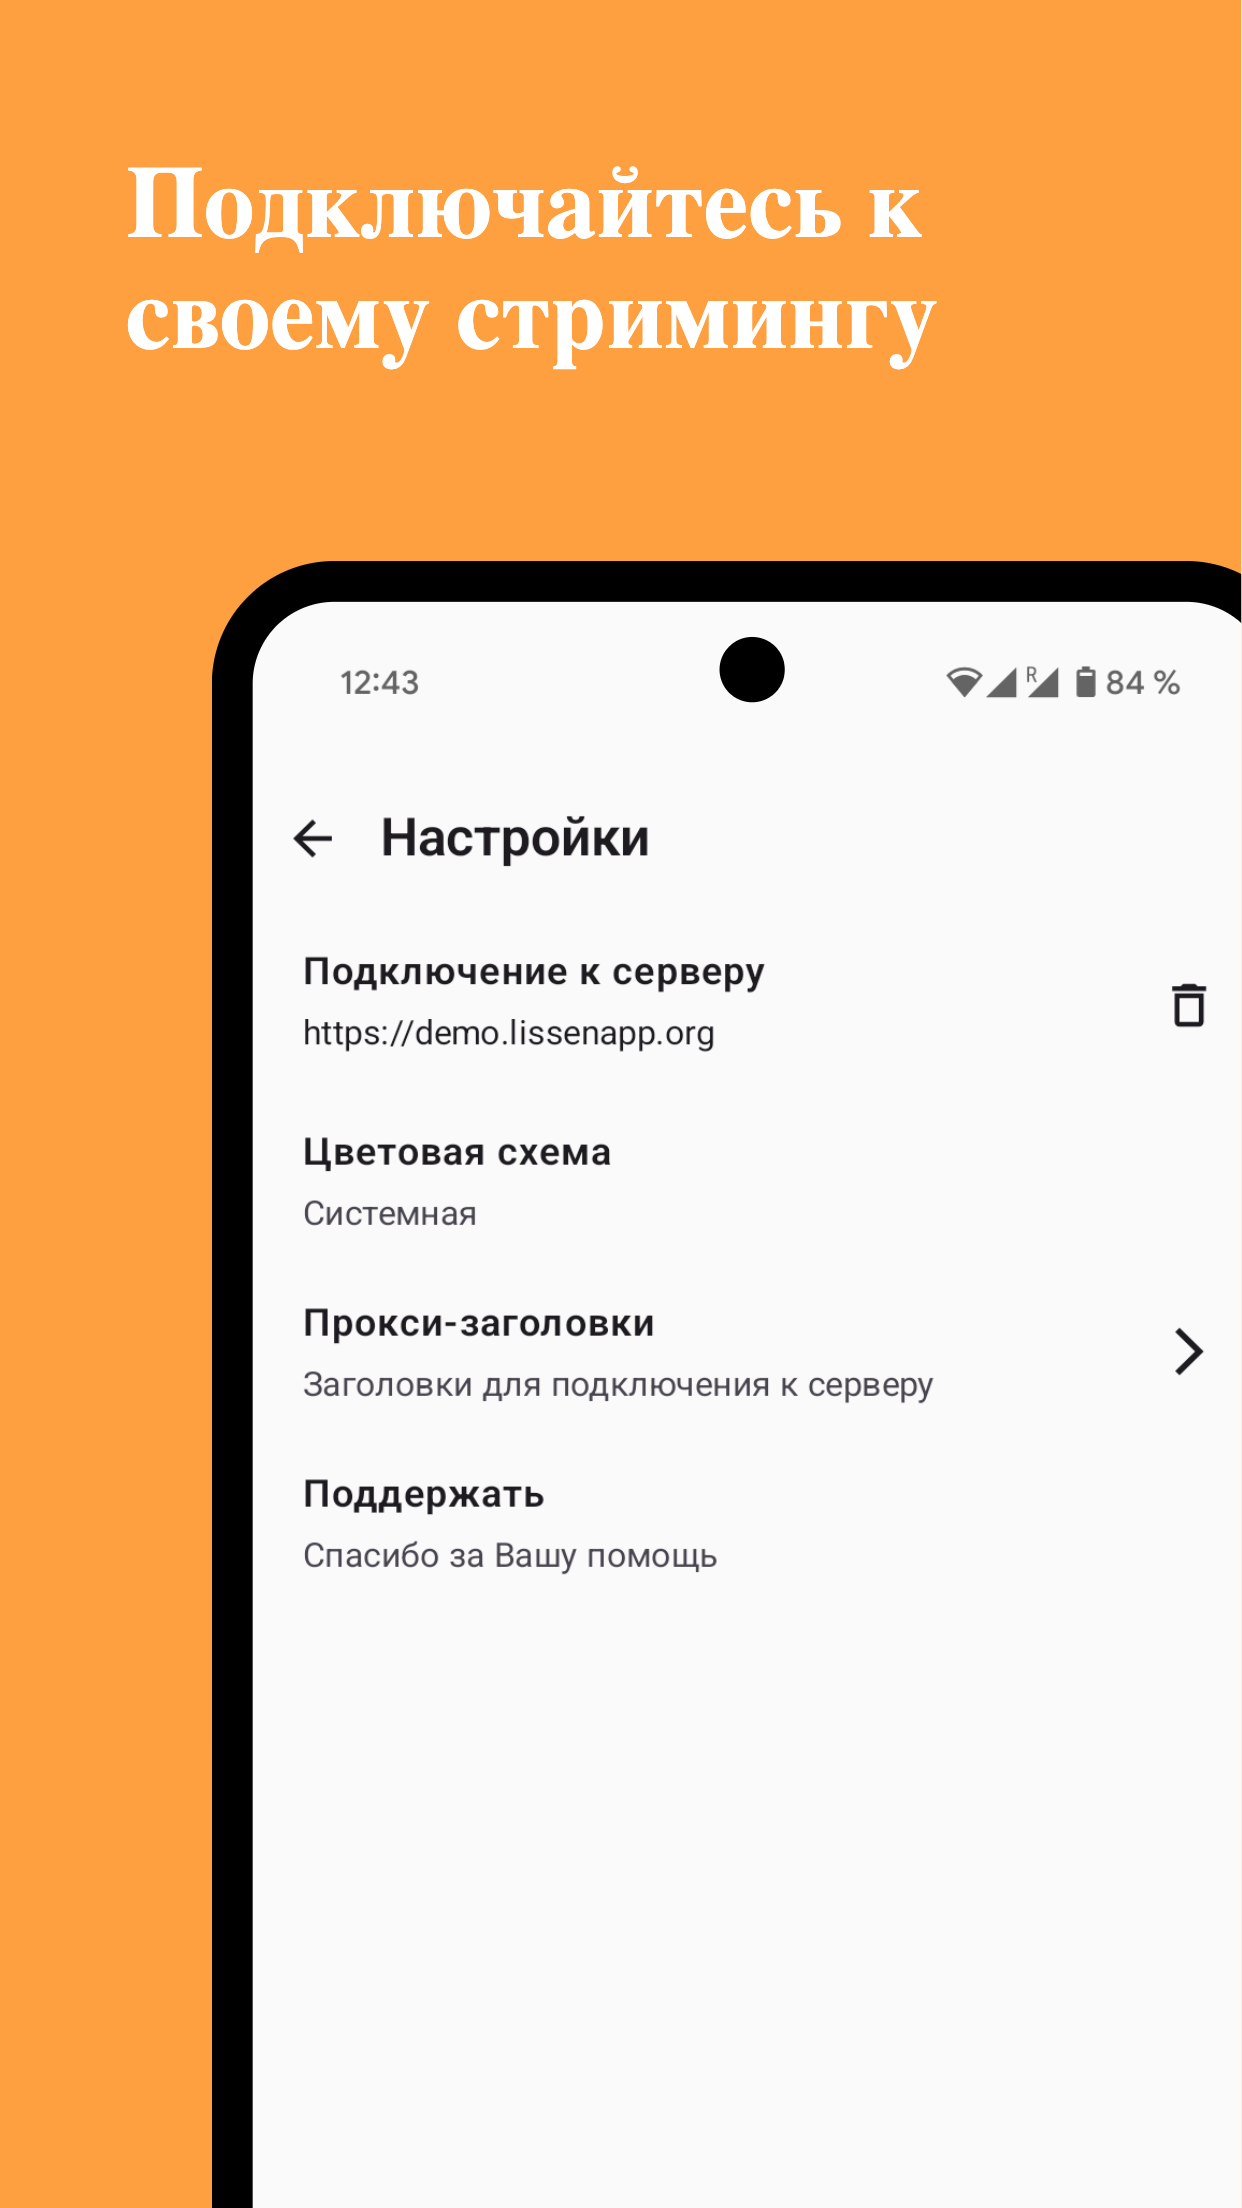 Подключайтесь к
своему стримингу
12:43
R
84 %
Настройки
Подключение к серверу
https://demo.lissenapp.org
Цветовая схема
Системная
Прокси-заголовки
Заголовки для подключения к серверу
Поддержать
Спасибо за Вашу помощь